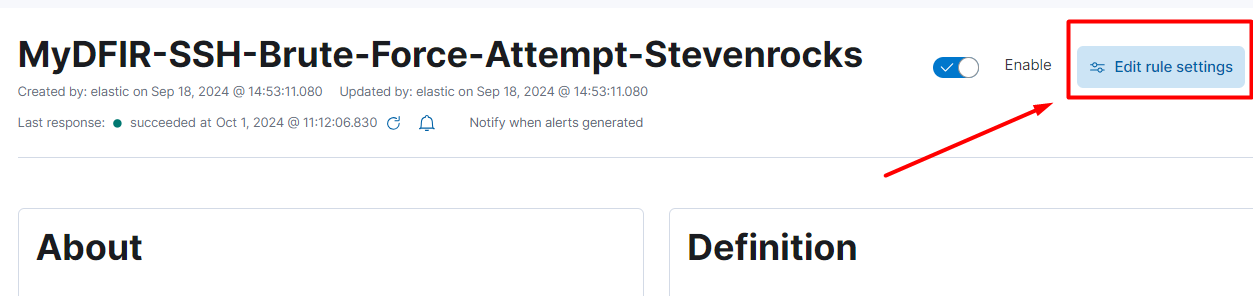 MyDFIR-SSH-Brute-Force-Attempt-Stevenrocks
Enable
Edit rule settings
Created by: elastic on Sep 18, 2024 @ 14:53:11.080 Updated by: elastic on Sep 18, 2024 @ 14:53:11.080
Last response: succeeded at Oct 1, 2024 @ 11:12:06.830 Notify when alerts generated
About
Definition